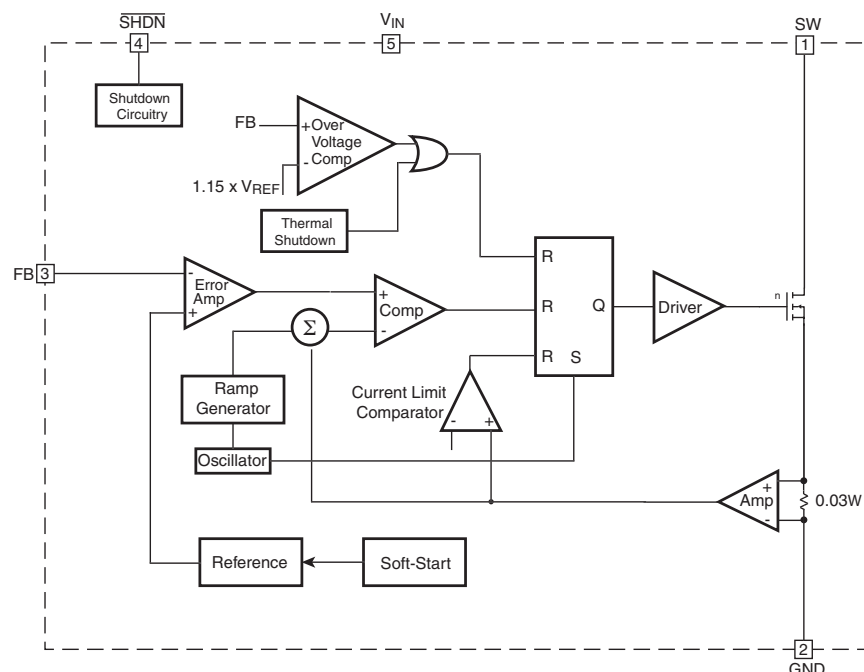 SHDN
4
VIN
5
SW
1
Shutdown
Circuitry
FB
+
Over
Voltage
Comp
-
1.15 x VREF
Thermal
Shutdown
R
FB
3
-
Error
Amp
+
+
Comp
-
Σ
R
Q
Driver
n
R
S
Ramp
Generator
Current Limit
Comparator
-
+
Oscillator
+
Amp
-
0.03W
Reference
Soft-Start
2
GND